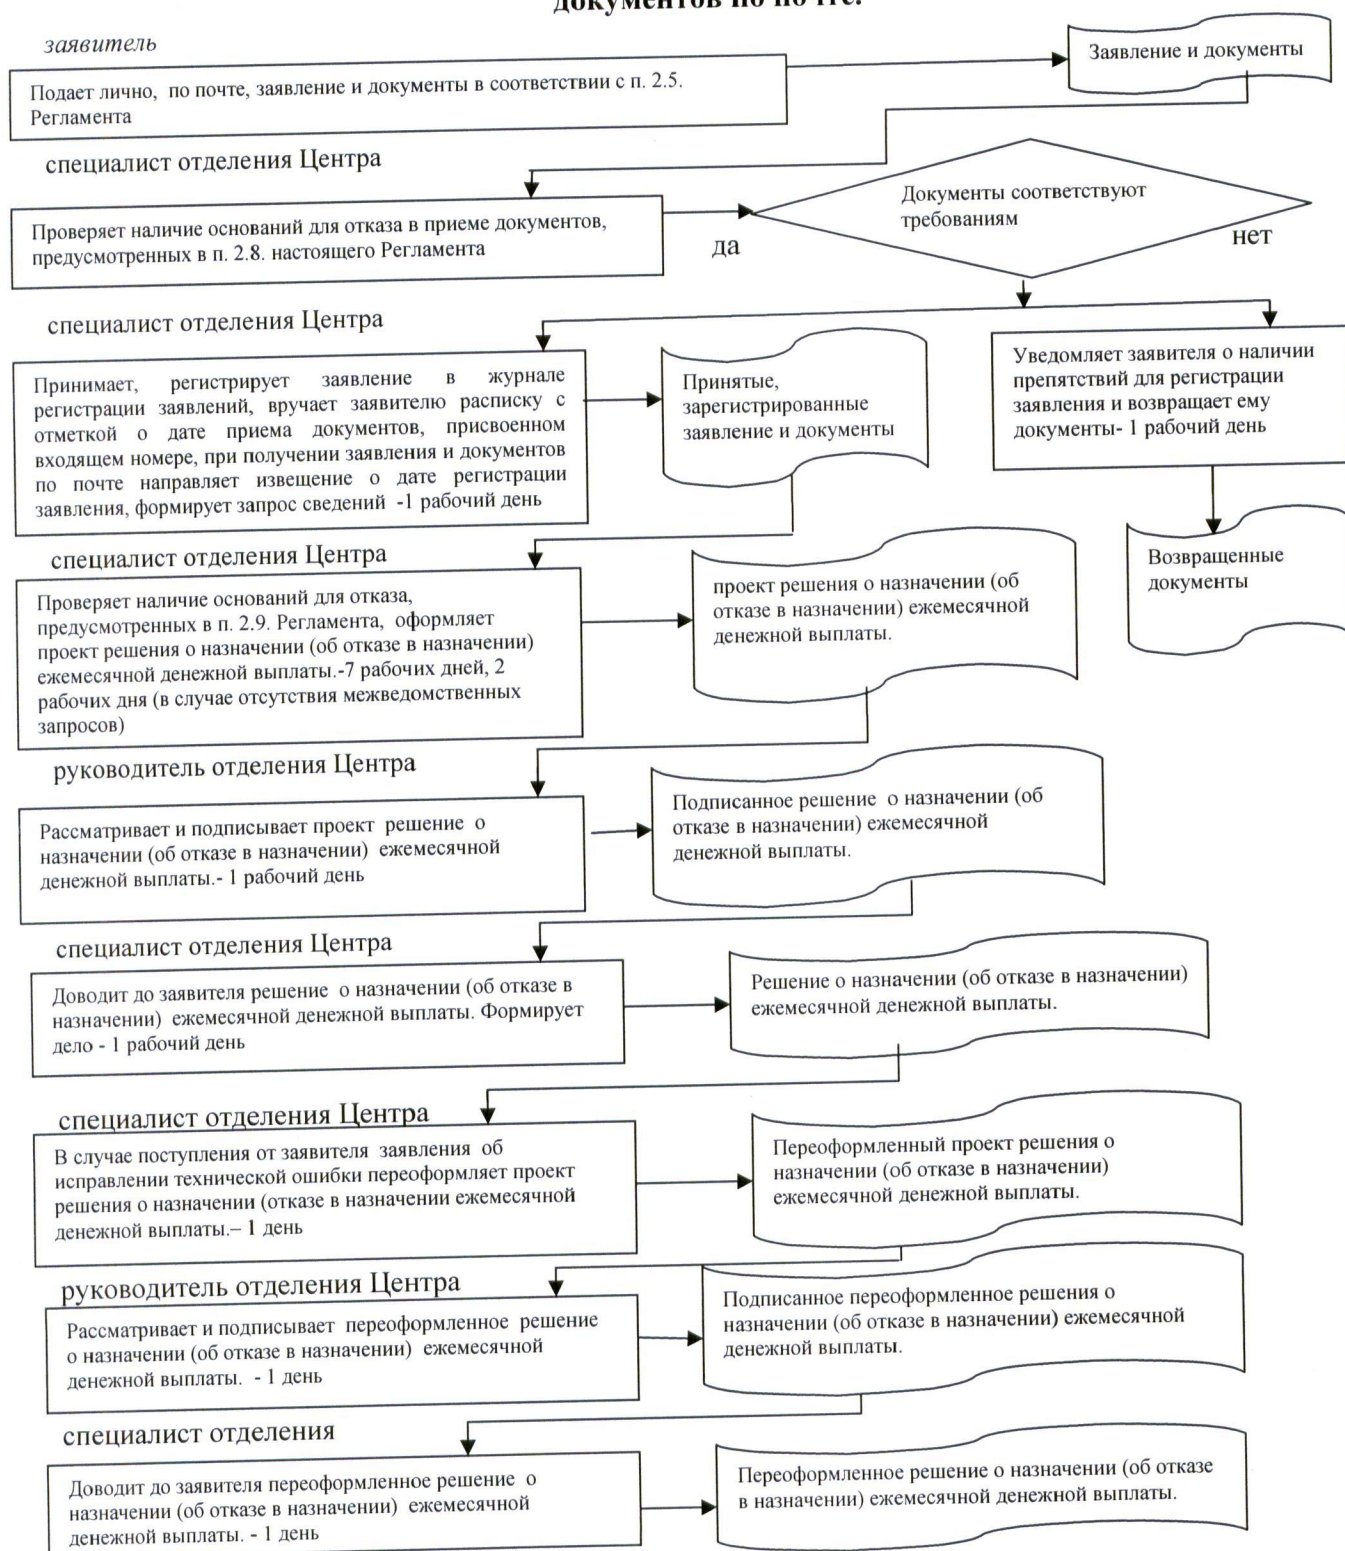 документов по почте.
заявитель
Подает лично, по почте, заявление и документы в соответствии с п. 2.5.
Регламента
Заявление и документы
специалист отделения Центра
Проверяет наличие оснований для отказа в приеме документов,
предусмотренных в п. 2.8. настоящего Регламента
да
Документы соответствуют
требованиям
нет
специалист отделения Центра
Принимает, регистрирует заявление в журнале
регистрации заявлений, вручает заявителю расписку с
отметкой о дате приема документов, присвоенном
входящем номере, при получении заявления и документов
по почте направляет извещение о дате регистрации
заявления, формирует запрос сведений -1 рабочий день
Принятые,
зарегистрированные
заявление и документы
Уведомляет заявителя о наличии
препятствий для регистрации
заявления и возвращает ему
документы- 1 рабочий день
Возвращенные
документы
специалист отделения Центра
Проверяет наличие оснований для отказа,
предусмотренных в п. 2.9. Регламента, оформляет
проект решения о назначении (об отказе в назначении)
ежемесячной денежной выплаты.-7 рабочих дней, 2
рабочих дня (в случае отсутствия межведомственных
запросов)
проект решения о назначении (об
отказе в назначении) ежемесячной
денежной выплаты.
руководитель отделения Центра
Рассматривает и подписывает проект решение о
назначении (об отказе в назначении) ежемесячной
денежной выплаты.- 1 рабочий день
Подписанное решение о назначении (об
отказе в назначении) ежемесячной
денежной выплаты.
специалист отделения Центра
Доводит до заявителя решение о назначении (об отказе в
назначении) ежемесячной денежной выплаты. Формирует
дело - 1 рабочий день
Решение о назначении (об отказе в назначении)
ежемесячной денежной выплаты.
специалист отделения Центра
В случае поступления от заявителя заявления об
исправлении технической ошибки переоформляет проект
решения о назначении (отказе в назначении ежемесячной
денежной выплаты.– 1 день
Переоформленный проект решения о
назначении (об отказе в назначении)
ежемесячной денежной выплаты.
руководитель отделения Центра
Рассматривает и подписывает переоформленное решение
о назначении (об отказе в назначении) ежемесячной
денежной выплаты. - 1 день
Подписанное переоформленное решения о
назначении (об отказе в назначении) ежемесячной
денежной выплаты.
специалист отделения
Доводит до заявителя переоформленное решение о
назначении (об отказе в назначении) ежемесячной
денежной выплаты. - 1 день
Переоформленное решение о назначении (об отказе
в назначении) ежемесячной денежной выплаты.